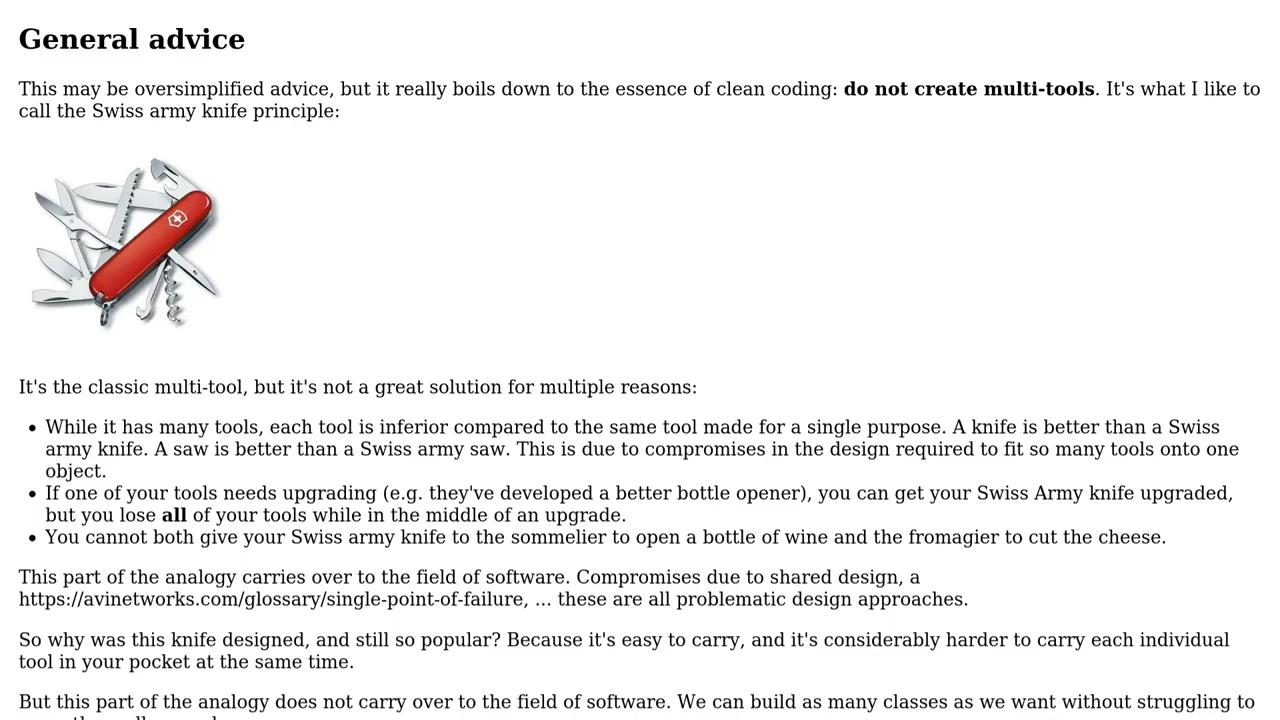 General advice
This may be oversimplified advice, but it really boils down to the essence of clean coding: do not create multi-tools. It's what I like to
call the Swiss army knife principle:
It's the classic multi-tool, but it's not a great solution for multiple reasons:
• While it has many tools, each tool is inferior compared to the same tool made for a single purpose. A knife is better than a Swiss
army knife. A saw is better than a Swiss army saw. This is due to compromises in the design required to fit so many tools onto one
object.
• If one of your tools needs upgrading (e.g. they've developed a better bottle opener), you can get your Swiss Army knife upgraded,
but you lose all of your tools while in the middle of an upgrade.
• You cannot both give your Swiss army knife to the sommelier to open a bottle of wine and the fromagier to cut the cheese.
This part of the analogy carries over to the field of software. Compromises due to shared design, a
https://avinetworks.com/glossary/single-point-of-failure, ... these are all problematic design approaches.
So why was this knife designed, and still so popular? Because it's easy to carry, and it's considerably harder to carry each individual
tool in your pocket at the same time.
But this part of the analogy does not carry over to the field of software. We can build as many classes as we want without struggling to